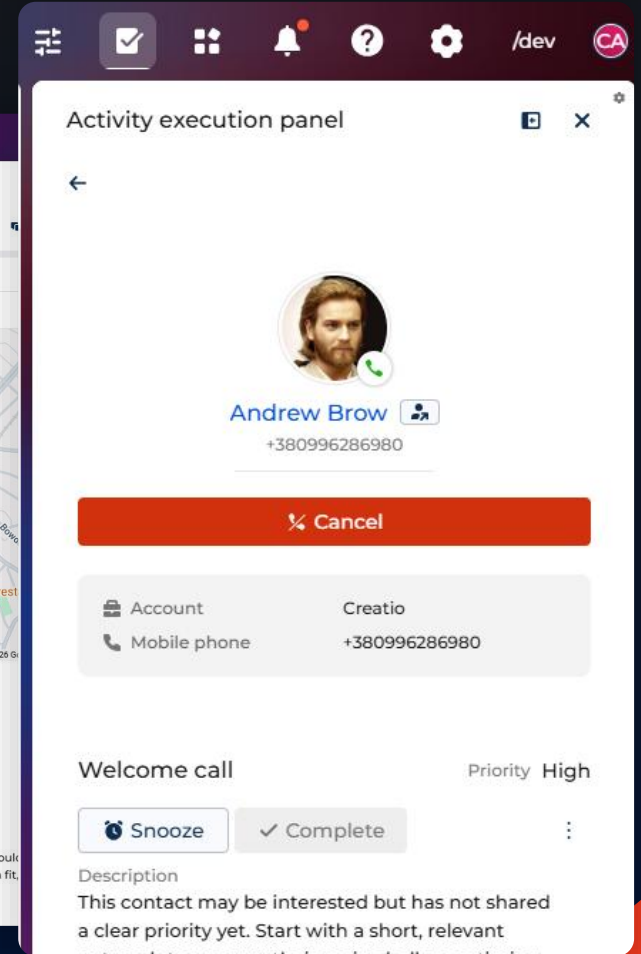 /dev
CA
Activity execution panel
Andrew Brow
+380996286980
Cancel
Account Creatio
Mobile phone +380996286980
Welcome call Priority High
Snooze Complete
Description
This contact may be interested but has not shared
a clear priority yet. Start with a short, relevant